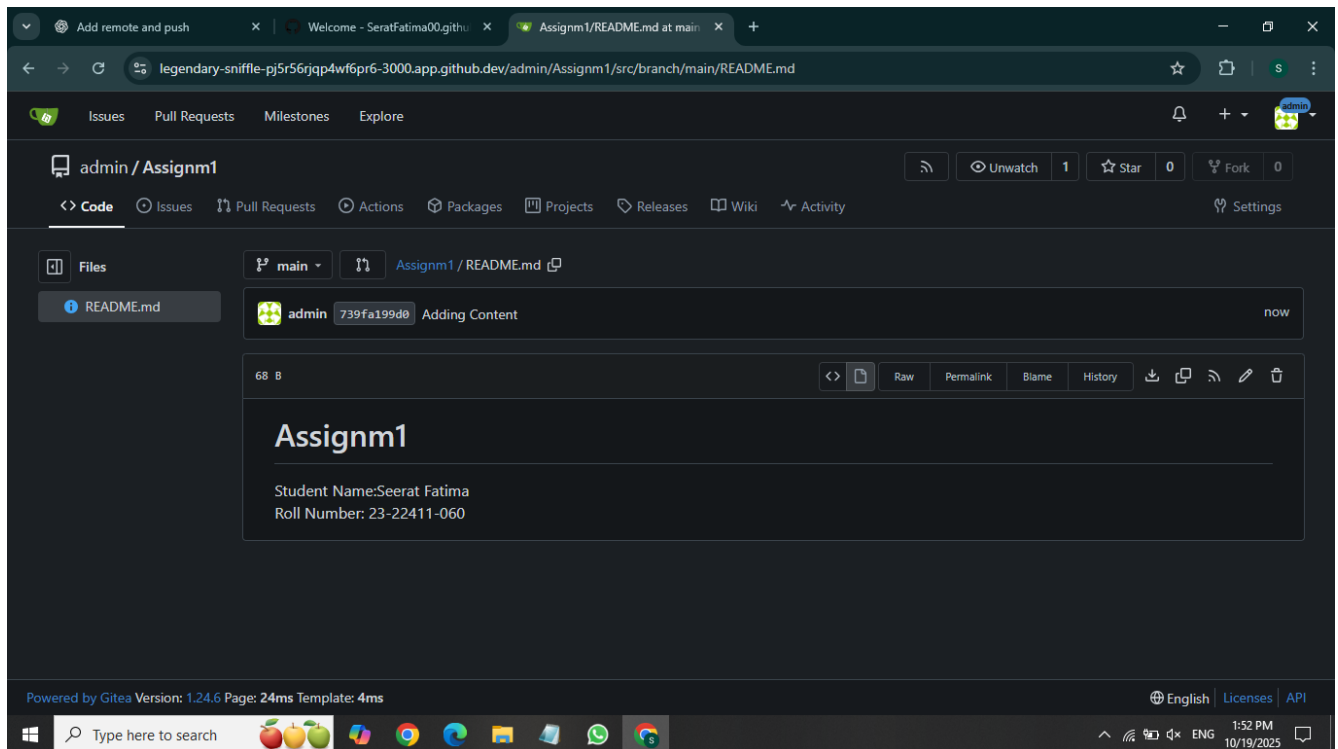 Add remote and push
Welcome - SeratFatima00.githu
Assignm1/README.md at main
legendary-sniffle-pj5r56rjqp4wf6pr6-3000.app.github.dev/admin/Assignm1/src/branch/main/README.md
S
Issues Pull Requests Milestones Explore
admin
admin / Assignm1
Unwatch 1 Star 0 Fork 0
Code Issues Pull Requests Actions Packages Projects Releases Wiki Activity Settings
Files
main
Assignm1 / README.md
README.md
admin 739fa199d0 Adding Content now
68 B
Raw Permalink Blame History
Assignm1
Student Name:Seerat Fatima
Roll Number: 23-22411-060
Powered by Gitea Version: 1.24.6 Page: 24ms Template: 4ms
English Licenses API
Type here to search
ENG
1:52 PM
10/19/2025